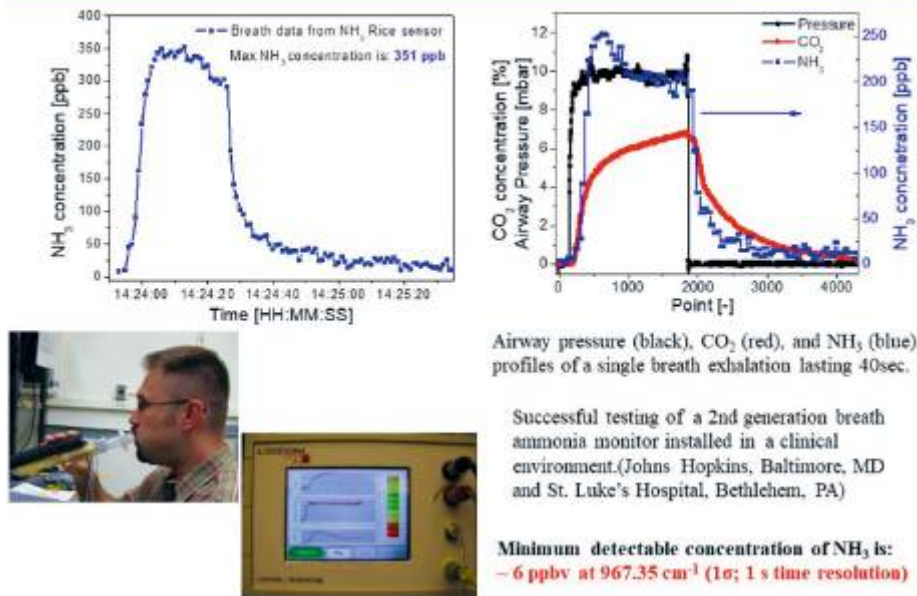 Breath data from NH3 Rice sensor
Max NH3 concentration is: 351 ppb
NH3 concentration [ppb]
400
350
300
250
200
150
100
50
0
14:24:00 14:24:20 14:24:40 14:25:00 14:25:20
Time [HH:MM:SS]
Pressure
CO2
NH3
CO2 concentration [%]
Airway Pressure [mbar]
12
10
8
6
4
2
0
250
200
150
100
50
0
NH3 concnetration [ppb]
0 1000 2000 3000 4000
Point [-]
Airway pressure (black), CO2 (red), and NH3 (blue)
profiles of a single breath exhalation lasting 40sec.
Successful testing of a 2nd generation breath
ammonia monitor installed in a clinical
environment.(Johns Hopkins, Baltimore, MD
and St. Luke's Hospital, Bethlehem, PA)
Minimum detectable concentration of NH3 is:
~ 6 ppbv at 967.35 cm-1 (1σ; 1 s time resolution)